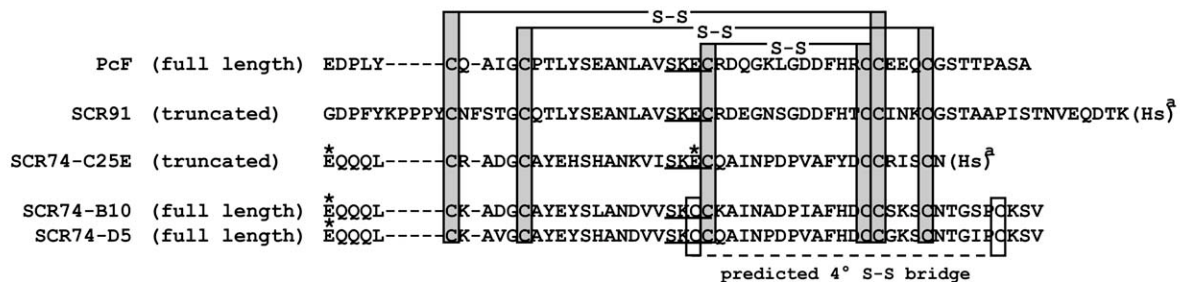 S-S
S-S
S-S
PcF (full length) EDPLY-----CQ-AIGCPTLYSEANLAVSKECRDQGKLGDDFHRCCEEQCGSTTPASA
SCR91 (truncated) GDPFYKPPPYCNFSTGCQTLYSEANLAVSKECRDEGNSGDDFHTCCINKCGSTAAPISTNVEQDTK(Hs)a
* *
SCR74-C25E (truncated) EQQQL-----CR-ADGCAYEHSHANKVISKECQAINPDPVAFYDCCRISCN(Hs)a
*
SCR74-B10 (full length) EQQQL-----CK-ADGCAYEYSLANDVVSKCCKAINADPIAFHDCCSKSCNTGSPCKSV
*
SCR74-D5 (full length) EQQQL-----CK-AVGCAYEYSHANDVVSKCCQAINPDPVAFHDCCGKSCNTGIPCKSV
predicted 4° S-S bridge